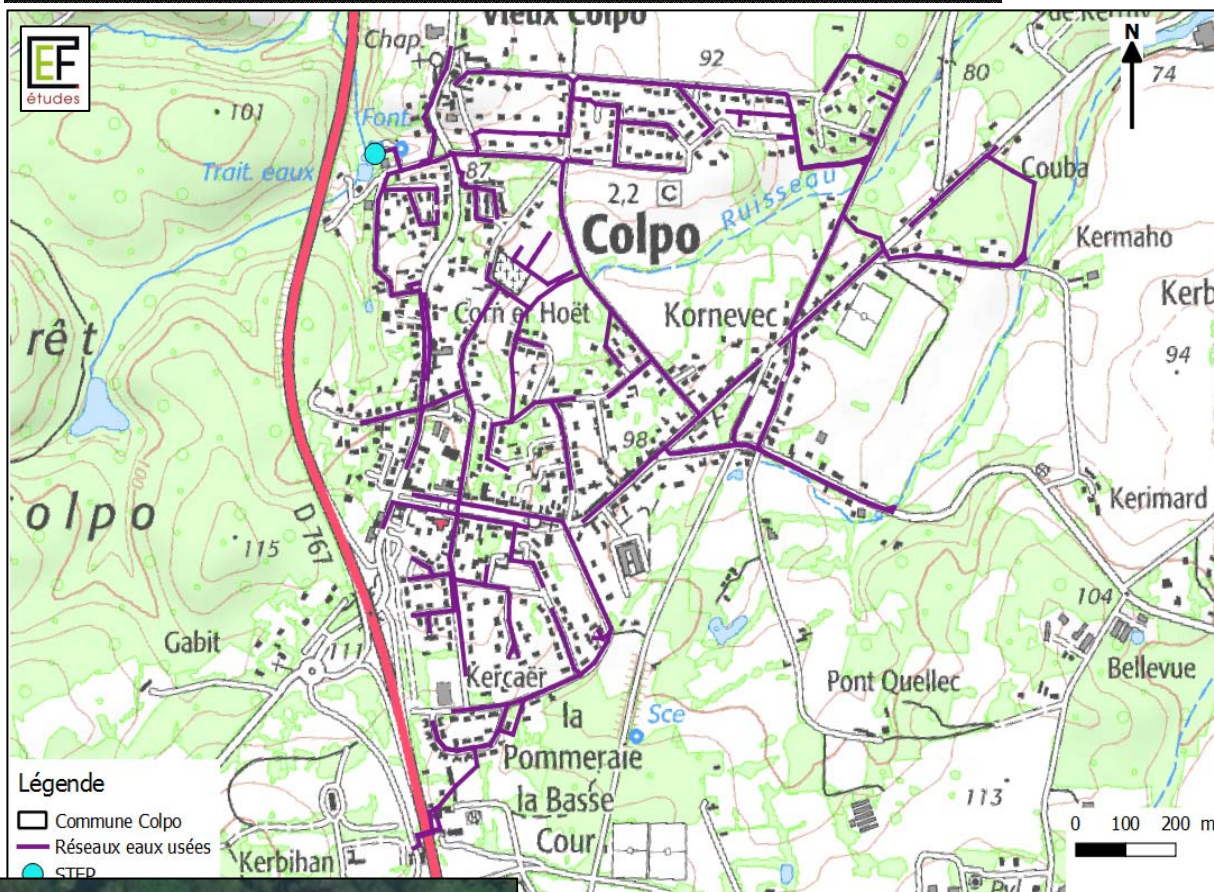 Vieux Colpo
EF
études
Chap.
92
80
N
74
101
Font.
Trait. eaux
87
2,2 C
Ruisseau
Couba
Colpo
Kermaho
Corn er Hoët
Kornevec
Kerb
rêt
94
98
100
olpo
D 767
Kerimard
115
104
Gabit
111
Bellevue
Kercaër
Pont Quellec
la
Pommeraie
Sce
la Basse
Cour
113
Légende
Commune Colpo
Réseaux eaux usées
STEP
Kerbihan
0 100 200 m
Pyl